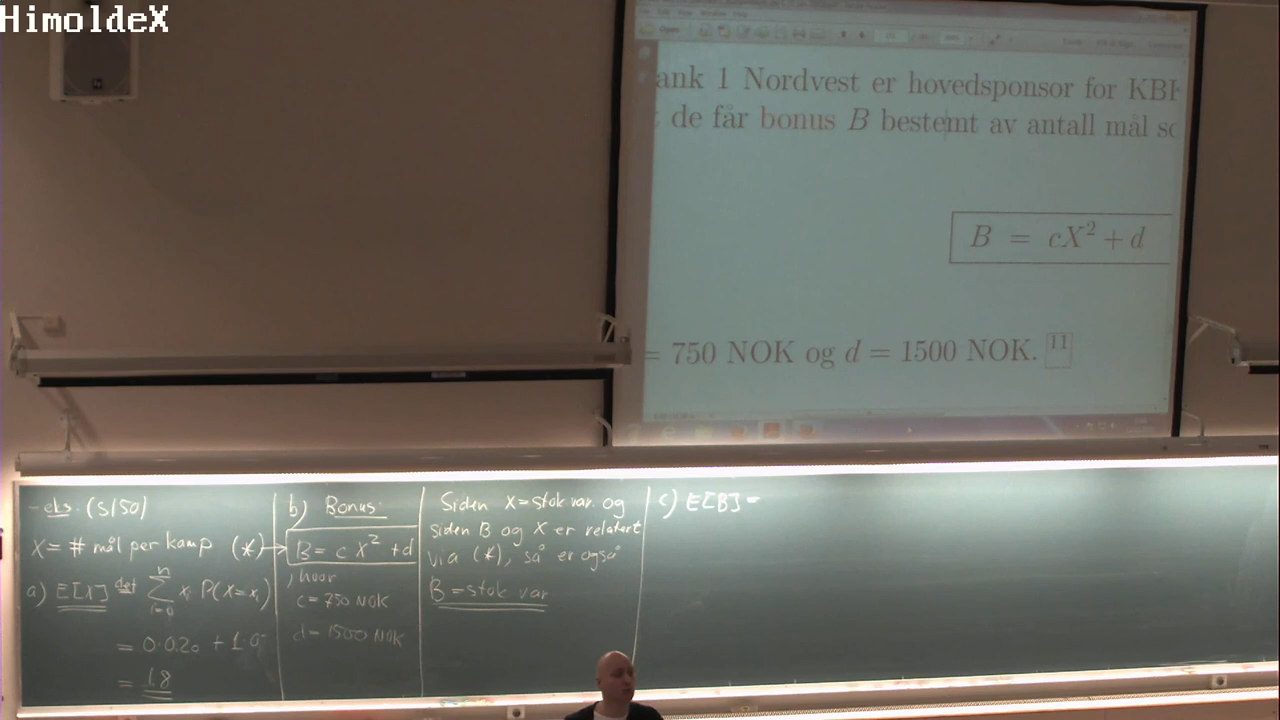 HimoldeX
ank 1 Nordvest er hovedsponsor for KBK
de får bonus B bestemt av antall mål sc
B = cX² + d
= 750 NOK og d = 1500 NOK. 11
- eks. (S150)
X = # mål per kamp (*)
a) E[X] def Σ n i=0 xᵢ P(X=xᵢ)
= 0·0.20 + 1·0
= 1.8
b) Bonus:
B = c X² + d
, hvor
c = 750 NOK
d = 1500 NOK
Siden X = stok var. og
siden B og X er relatert
via (*), så er også
B = stok var
c) E[B] =